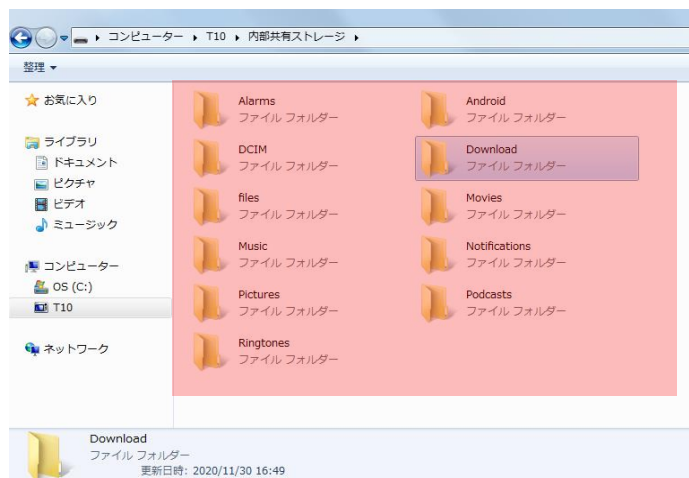 コンピューター ▸ T10 ▸ 内部共有ストレージ ▸
整理 ▼
お気に入り
ライブラリ
ドキュメント
ピクチャ
ビデオ
ミュージック
コンピューター
OS (C:)
T10
ネットワーク
Alarms
ファイル フォルダー
Android
ファイル フォルダー
DCIM
ファイル フォルダー
Download
ファイル フォルダー
files
ファイル フォルダー
Movies
ファイル フォルダー
Music
ファイル フォルダー
Notifications
ファイル フォルダー
Pictures
ファイル フォルダー
Podcasts
ファイル フォルダー
Ringtones
ファイル フォルダー
Download
ファイル フォルダー
更新日時: 2020/11/30 16:49